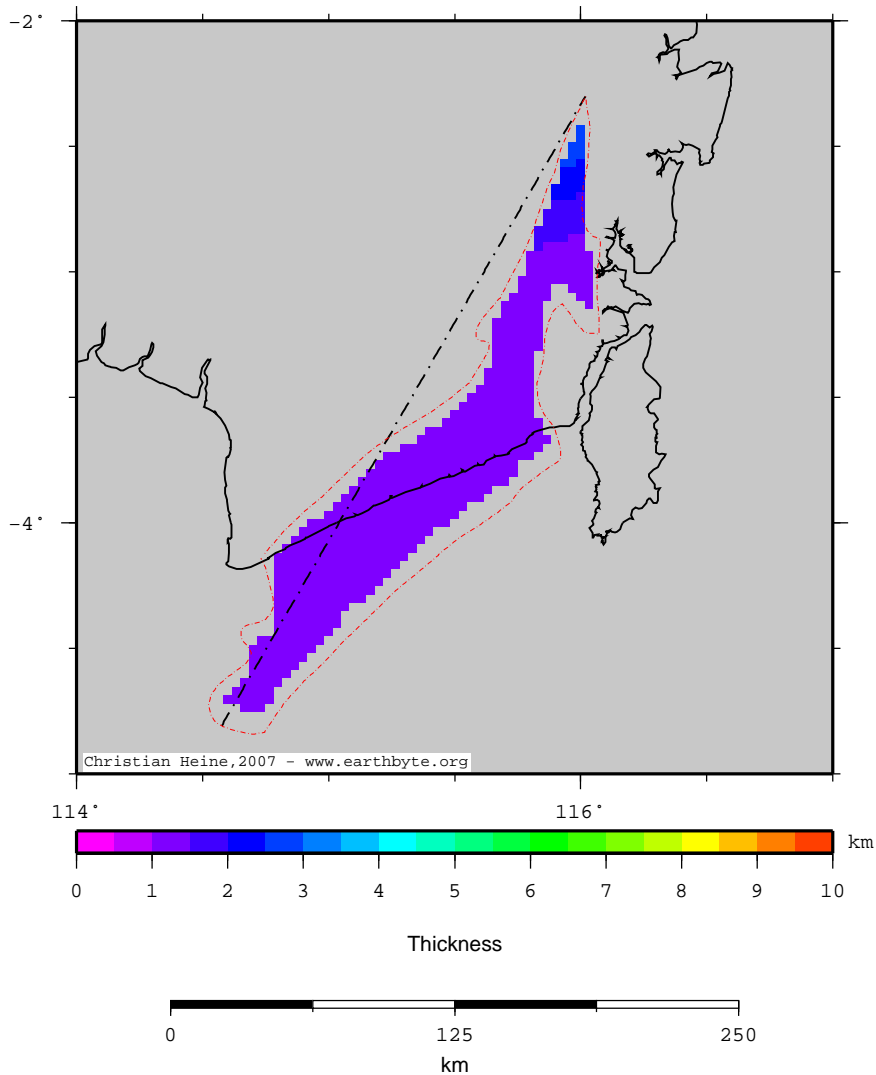 -2°
-4°
Christian Heine,2007 - www.earthbyte.org
114° 116°
km
0 1 2 3 4 5 6 7 8 9 10
Thickness
0 125 250
km